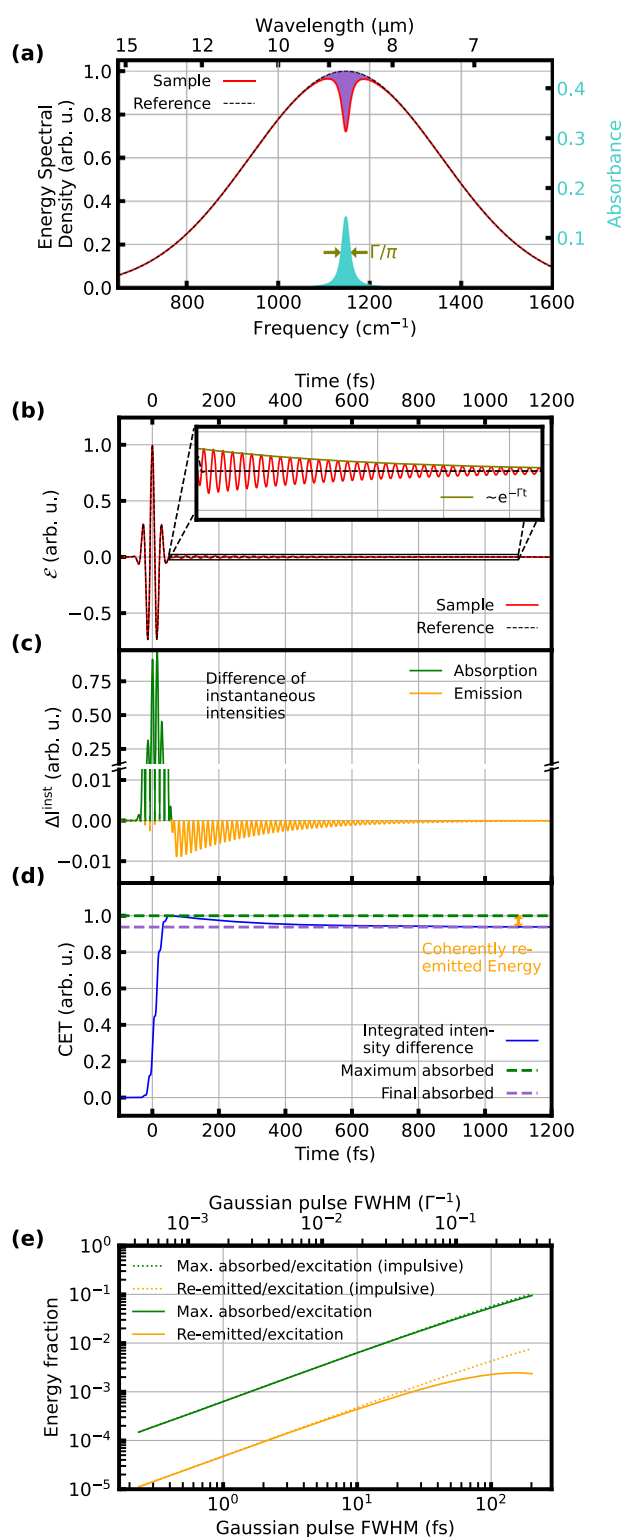 Wavelength (μm)
15 11 10 9 8 7
(a)
1.0
0.8
0.6
0.4
0.2
0.0
Energy Spectral
Density (arb. u.)
Sample
Reference
Γ/π
0.4
0.3
0.2
0.1
Absorbance
800 1000 1200 1400 1600
Frequency (cm⁻¹)
Time (fs)
0 200 400 600 800 1000 1200
(b)
1.0
0.5
0.0
−0.5
ℰ (arb. u.)
~e⁻ᴦᵗ
Sample
Reference
(c)
0.75
0.25
0.01
0.00
−0.01
ΔIⁱⁿˢᵗ (arb. u.)
Difference of
instantaneous
intensities
Absorption
Emission
(d)
1.0
0.8
0.6
0.4
0.2
0.0
CET (arb. u.)
Coherently re-
emitted Energy
Integrated inten-
sity difference
Maximum absorbed
Final absorbed
0 200 400 600 800 1000 1200
Time (fs)
Gaussian pulse FWHM (Γ⁻¹)
10⁻³ 10⁻² 10⁻¹
(e)
10⁰
10⁻¹
10⁻²
10⁻³
10⁻⁴
10⁻⁵
Energy fraction
Max. absorbed/excitation (impulsive)
Re-emitted/excitation (impulsive)
Max. absorbed/excitation
Re-emitted/excitation
10⁰ 10¹ 10²
Gaussian pulse FWHM (fs)